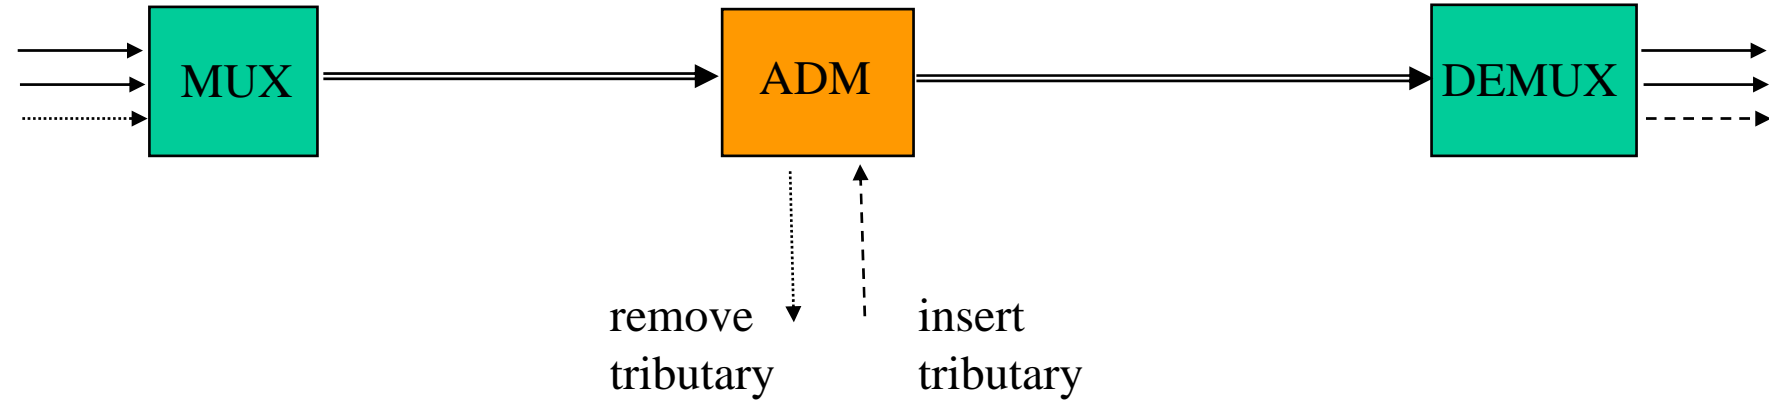 MUX
ADM
DEMUX
remove
tributary
insert
tributary